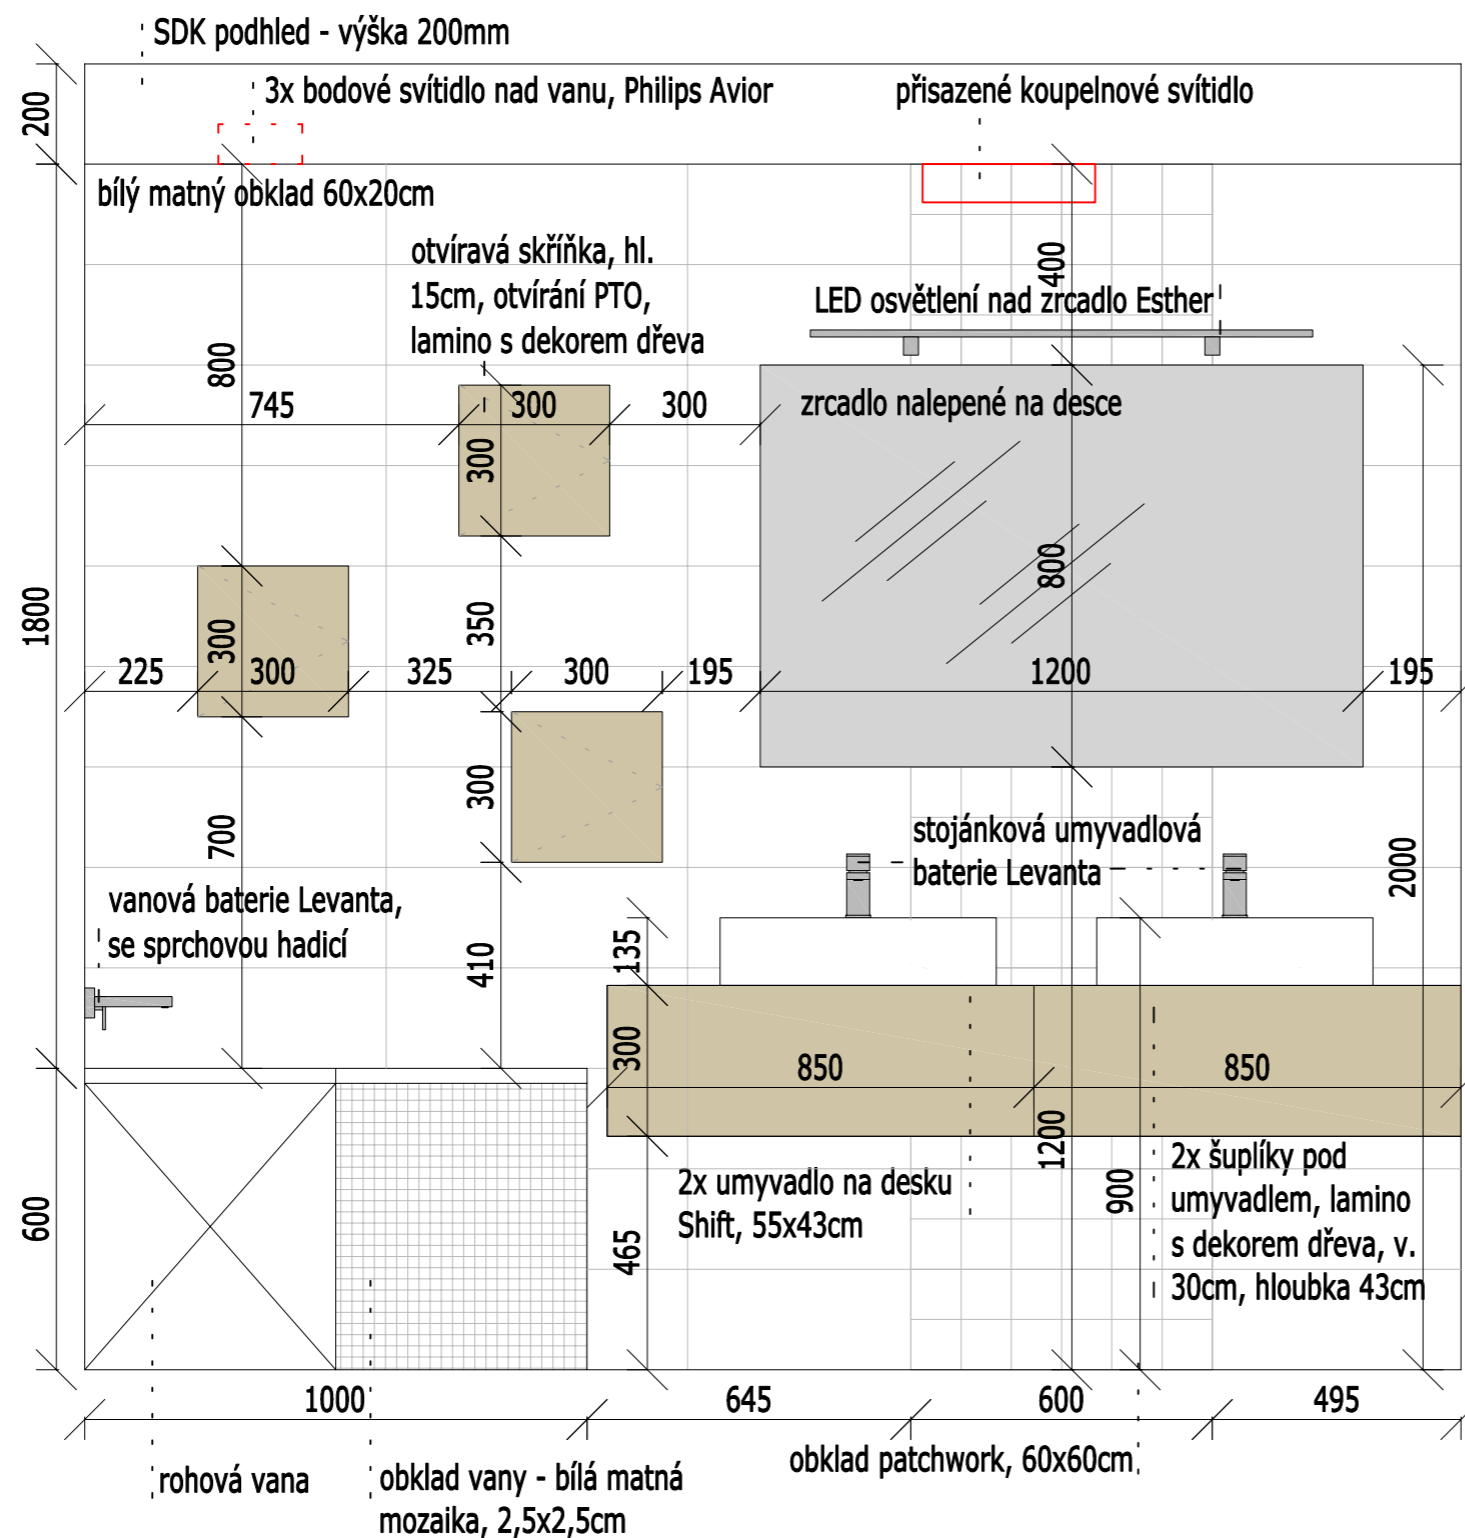 SDK podhled - výška 200mm
3x bodové svítidlo nad vanu, Philips Avior
přisazené koupelnové svítidlo
200
bílý matný obklad 60x20cm
otvíravá skříňka, hl.
15cm, otvírání PTO,
lamino s dekorem dřeva
400
LED osvětlení nad zrcadlo Esther
800
745
300
300
zrcadlo nalepené na desce
300
1800
350
800
300
225
300
325
300
195
1200
195
300
700
stojánková umyvadlová
baterie Levanta
2000
vanová baterie Levanta,
se sprchovou hadicí
410
135
300
850
850
1200
600
465
900
2x umyvadlo na desku
Shift, 55x43cm
2x šuplíky pod
umyvadlem, lamino
s dekorem dřeva, v.
30cm, hloubka 43cm
1000
645
600
495
obklad patchwork, 60x60cm
rohová vana
obklad vany - bílá matná
mozaika, 2,5x2,5cm